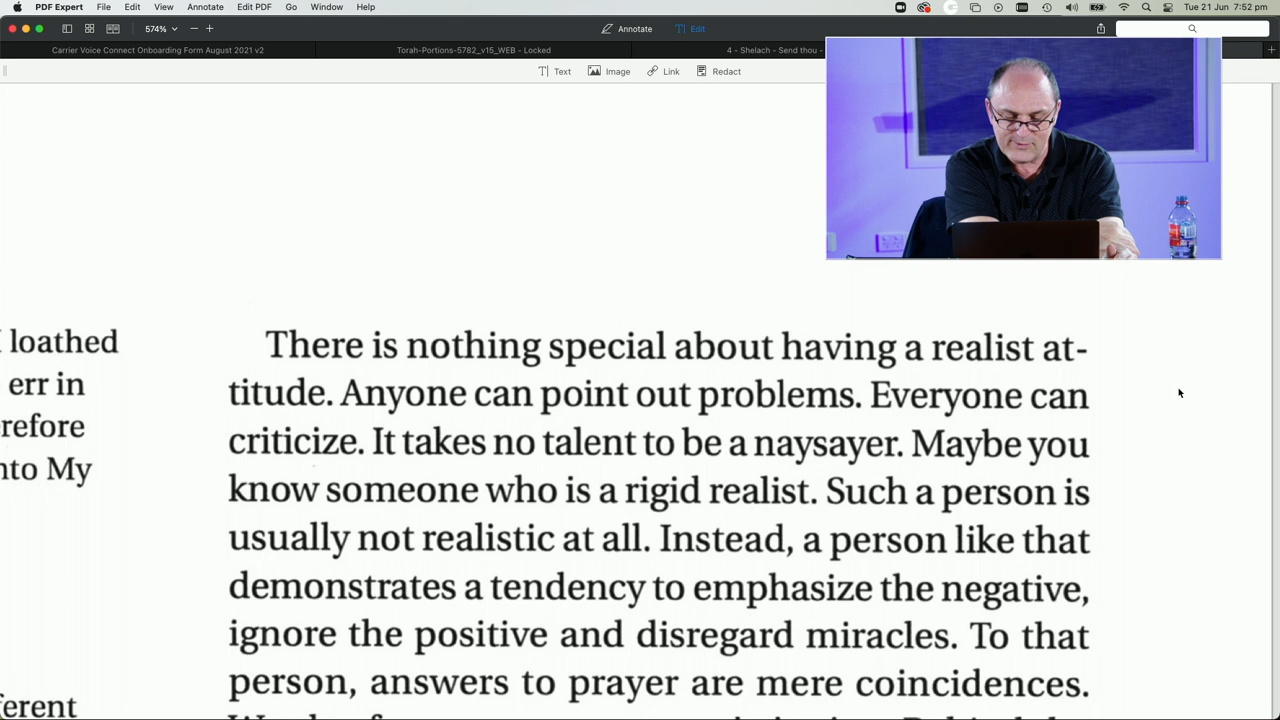 PDF Expert File Edit View Annotate Edit PDF Go Window Help Tue 21 Jun 7:52 pm
574% Annotate Edit
Carrier Voice Connect Onboarding Form August 2021 v2 Torah-Portions-5782_v15_WEB - Locked 4 - Shelach - Send thou -
Text Image Link Redact
loathed
err in
refore
nto My
ferent
There is nothing special about having a realist at-
titude. Anyone can point out problems. Everyone can
criticize. It takes no talent to be a naysayer. Maybe you
know someone who is a rigid realist. Such a person is
usually not realistic at all. Instead, a person like that
demonstrates a tendency to emphasize the negative,
ignore the positive and disregard miracles. To that
person, answers to prayer are mere coincidences.